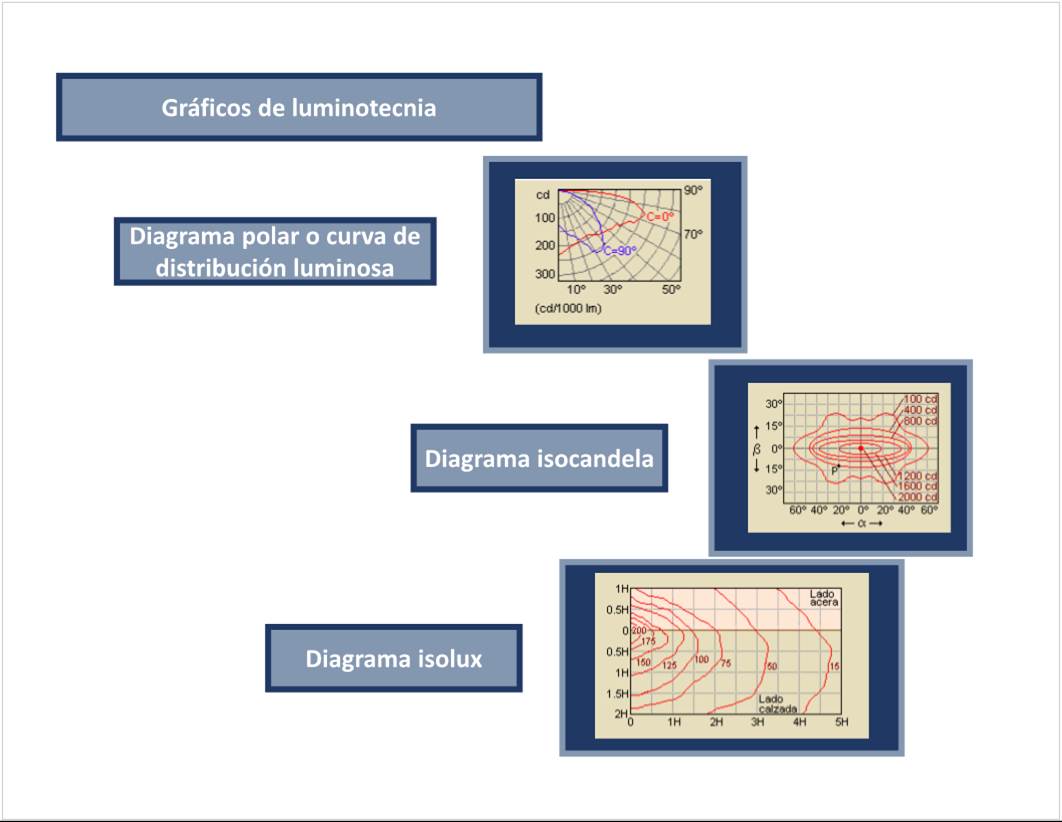 Gráficos de luminotecnia
Diagrama polar o curva de
distribución luminosa
cd
100
200
300
90°
70°
C=0°
C=90°
10° 30° 50°
(cd/1000 lm)
Diagrama isocandela
30°
15°
β 0°
15°
30°
100 cd
400 cd
800 cd
P
1200 cd
1600 cd
2000 cd
60° 40° 20° 0° 20° 40° 60°
← α →
Diagrama isolux
1H
0.5H
0
0.5H
1H
1.5H
2H
Lado
acera
200
175
150 125 100 75 50 15
Lado
calzada
0 1H 2H 3H 4H 5H